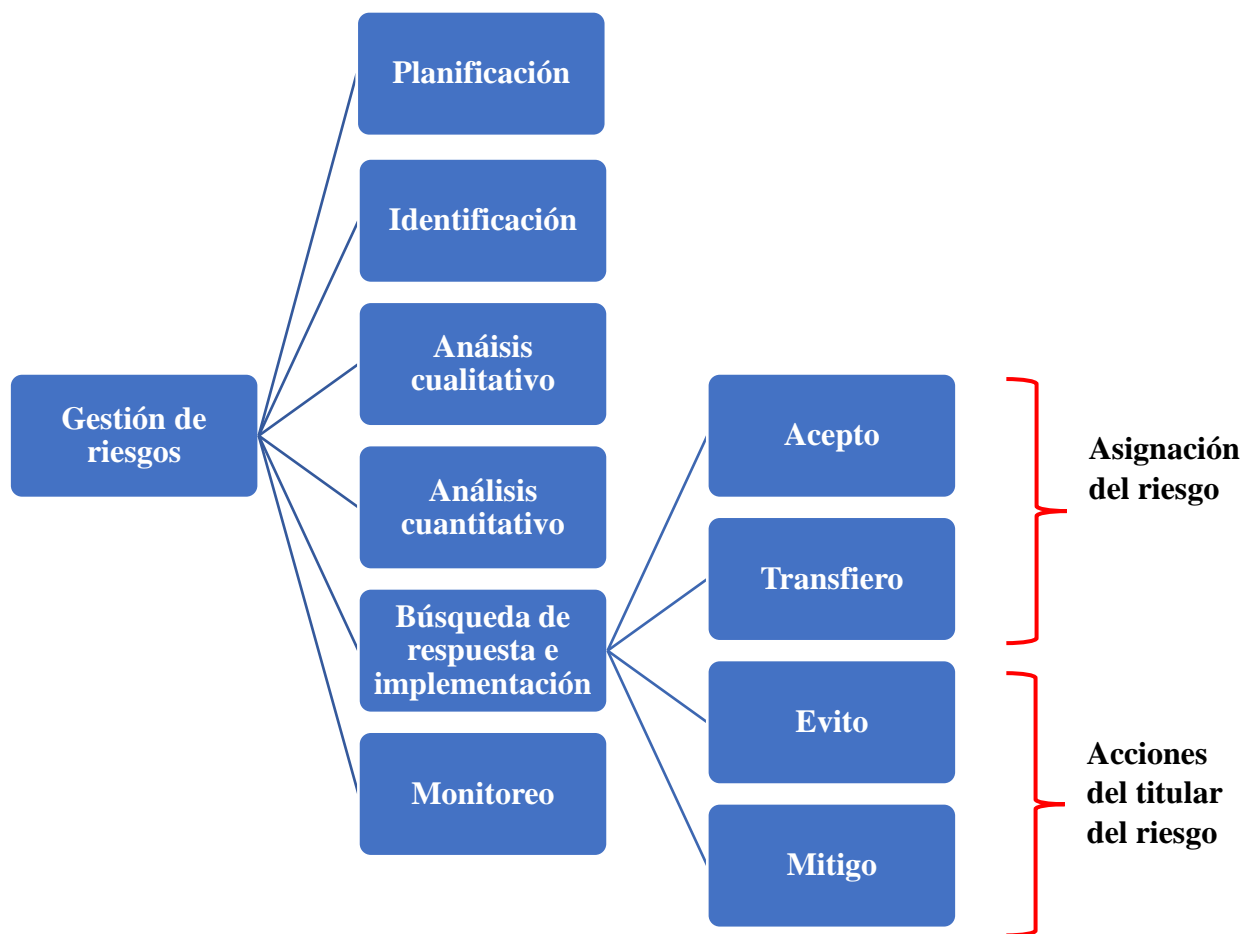 Gestión de
riesgos
Planificación
Identificación
Anáisis
cualitativo
Análisis
cuantitativo
Búsqueda de
respuesta e
implementación
Monitoreo
Acepto
Transfiero
Evito
Mitigo
Asignación
del riesgo
Acciones
del titular
del riesgo